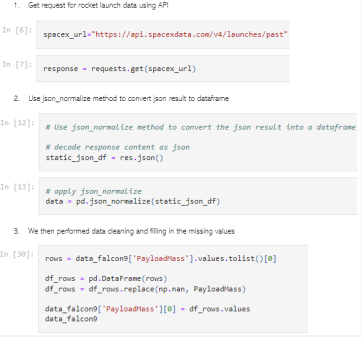 1. Get request for rocket launch data using API
In [6]: spacex_url="https://api.spacexdata.com/v4/launches/past"
In [7]: response = requests.get(spacex_url)
2. Use json_normalize method to convert json result to dataframe
In [12]: # Use json_normalize method to convert the json result into a dataframe
# decode response content as json
static_json_df = res.json()
In [13]: # apply json_normalize
data = pd.json_normalize(static_json_df)
3. We then performed data cleaning and filling in the missing values
In [30]: rows = data_falcon9['PayloadMass'].values.tolist()[0]
df_rows = pd.DataFrame(rows)
df_rows = df_rows.replace(np.nan, PayloadMass)
data_falcon9['PayloadMass'][0] = df_rows.values
data_falcon9